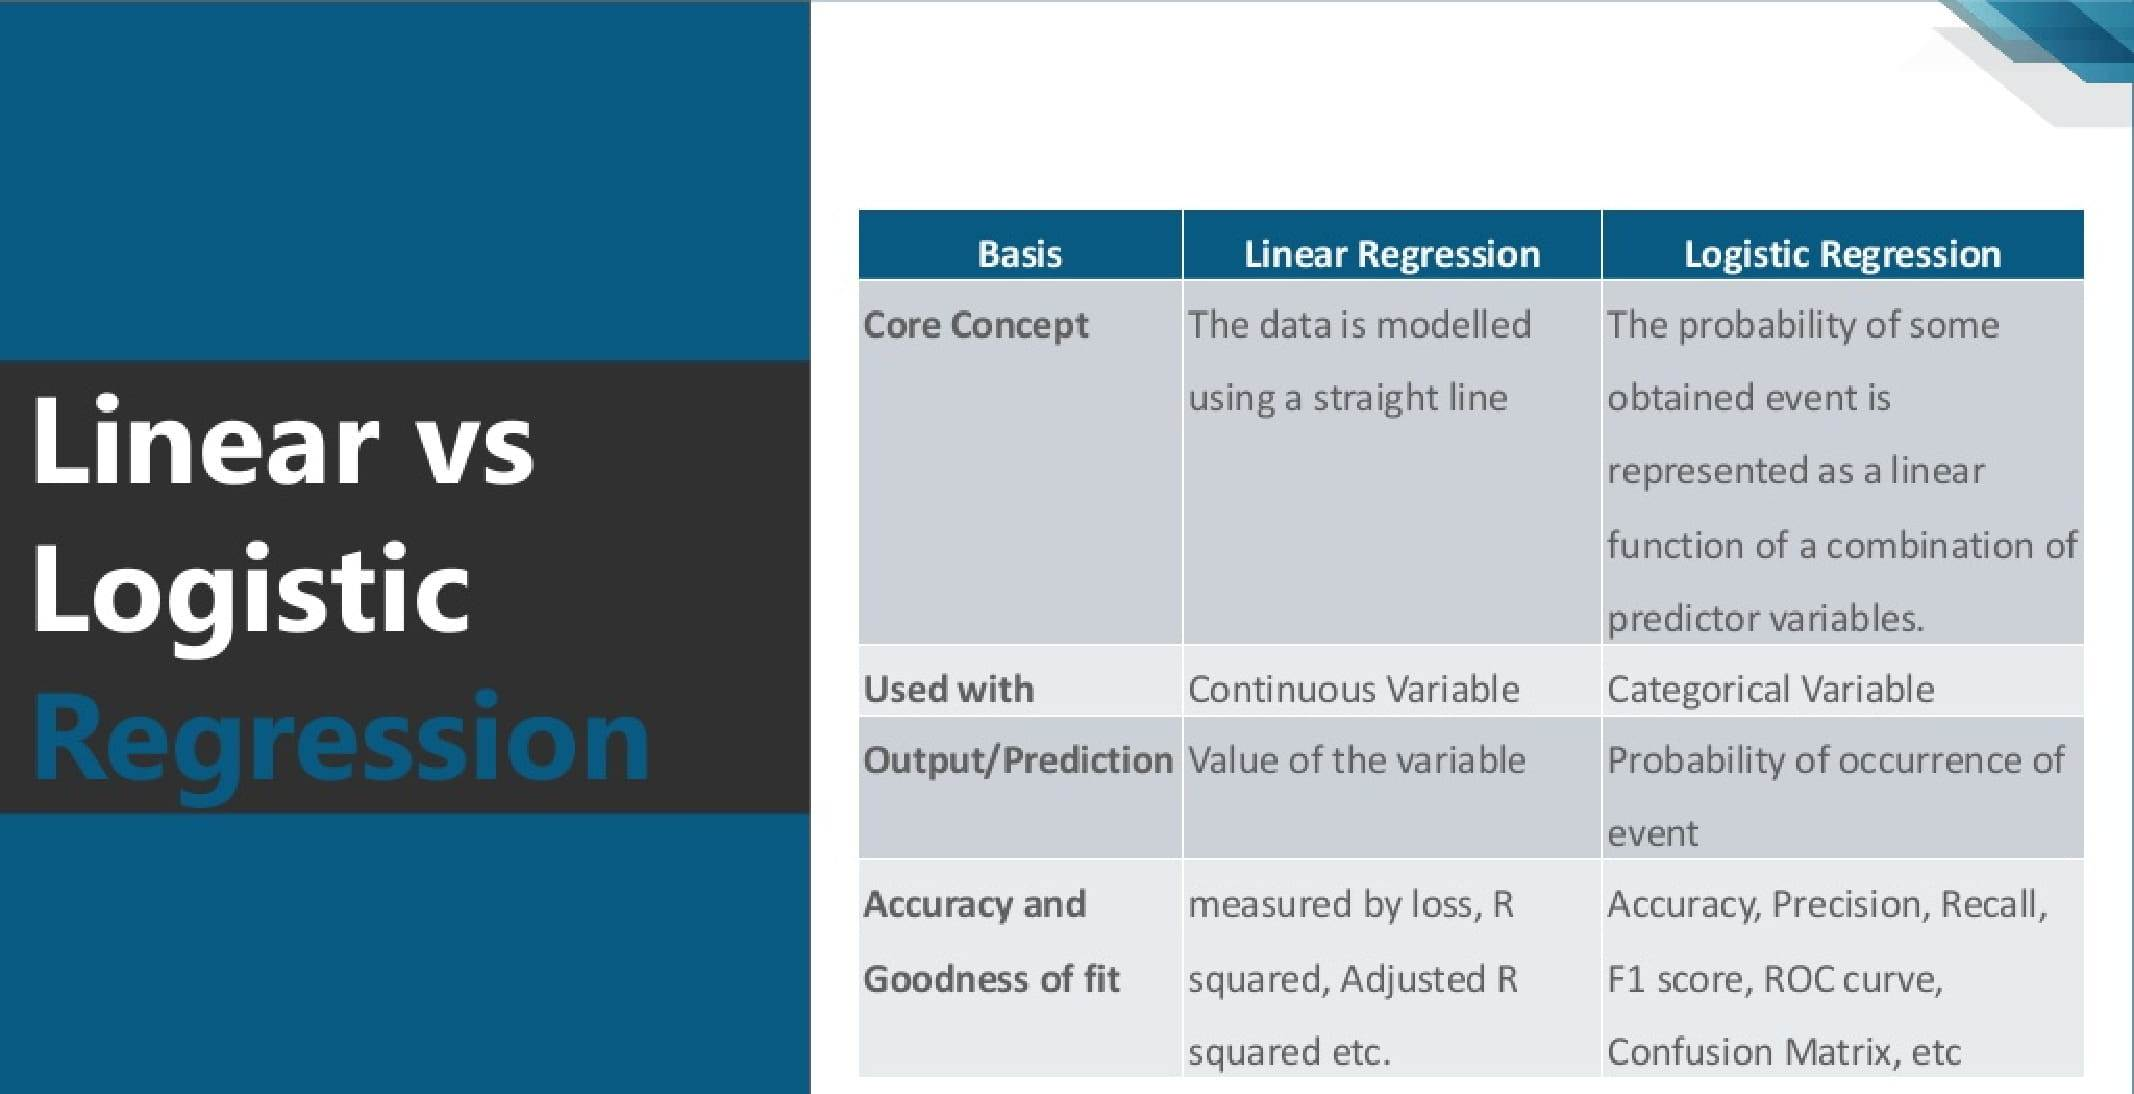 Linear vs
Logistic
Regression
Basis
Linear Regression
Logistic Regression
Core Concept
The data is modelled
using a straight line
The probability of some
obtained event is
represented as a linear
function of a combination of
predictor variables.
Used with
Continuous Variable
Categorical Variable
Output/Prediction
Value of the variable
Probability of occurrence of
event
Accuracy and
Goodness of fit
measured by loss, R
squared, Adjusted R
squared etc.
Accuracy, Precision, Recall,
F1 score, ROC curve,
Confusion Matrix, etc